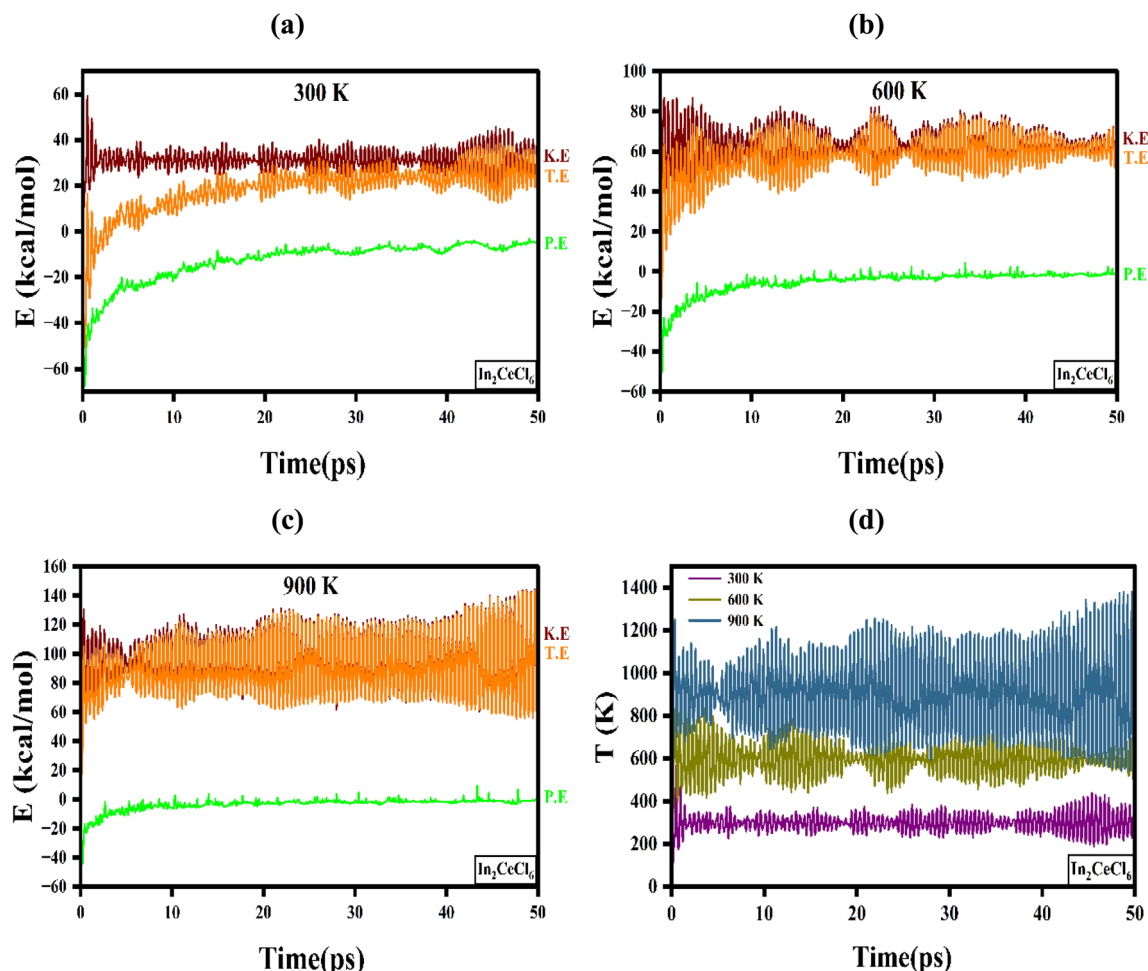 (a)
(b)
300 K
E (kcal/mol)
60
40
20
0
−20
−40
−60
K.E
T.E
P.E
In₂CeCl₆
0 10 20 30 40 50
Time(ps)
600 K
E (kcal/mol)
100
80
60
40
20
0
−20
−40
−60
K.E
T.E
P.E
In₂CeCl₆
0 10 20 30 40 50
Time(ps)
(c)
(d)
900 K
E (kcal/mol)
160
140
120
100
80
60
40
20
0
−20
−40
−60
K.E
T.E
P.E
In₂CeCl₆
0 10 20 30 40 50
Time(ps)
300 K
600 K
900 K
T (K)
1400
1200
1000
800
600
400
200
0
In₂CeCl₆
0 10 20 30 40 50
Time(ps)